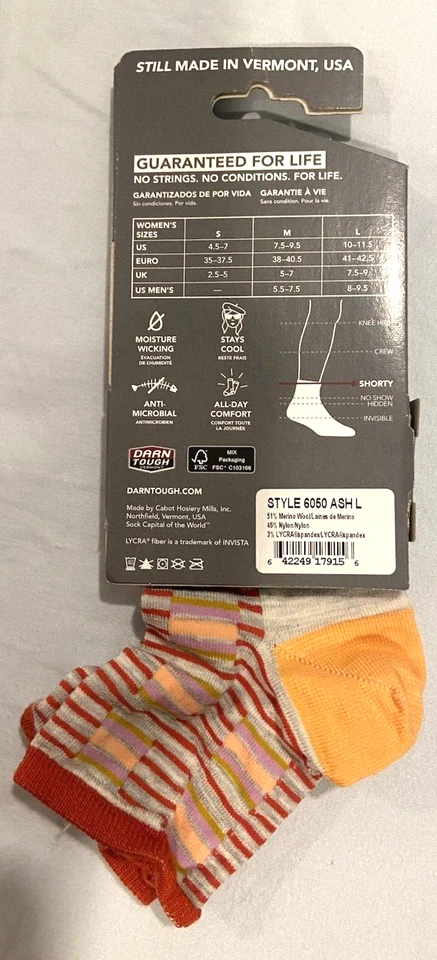 STILL MADE IN VERMONT, USA
GUARANTEED FOR LIFE
NO STRINGS. NO CONDITIONS. FOR LIFE.
GARANTIZADOS DE POR VIDA GARANTIE À VIE
Sin condiciones. Por vida. Sans condition. Pour la vie.
WOMEN'S SIZES S M L
US 4.5–7 7.5–9.5 10–11.5
EURO 35–37.5 38–40.5 41–42.5
UK 2.5–5 5–7 7.5–9
US MEN'S — 5.5–7.5 8–9.5
KNEE HIGH
MOISTURE WICKING
ÉVACUATION DE L'HUMIDITÉ
STAYS COOL
RESTE FRAIS
CREW
SHORTY
NO SHOW
HIDDEN
INVISIBLE
ANTI-MICROBIAL
ANTIMICROBIEN
ALL-DAY COMFORT
CONFORT TOUTE LA JOURNÉE
DARN TOUGH
VERMONT
FSC
MIX
Packaging
FSC® C103166
DARNTOUGH.COM
Made by Cabot Hosiery Mills, Inc.
Northfield, Vermont, USA
Sock Capital of the World™
LYCRA® fiber is a trademark of INVISTA
STYLE 6050 ASH L
51% Merino Wool/Laines de Merino
46% Nylon/Nylon
3% LYCRA®spandex/LYCRA®spandex
6 42249 17915 6